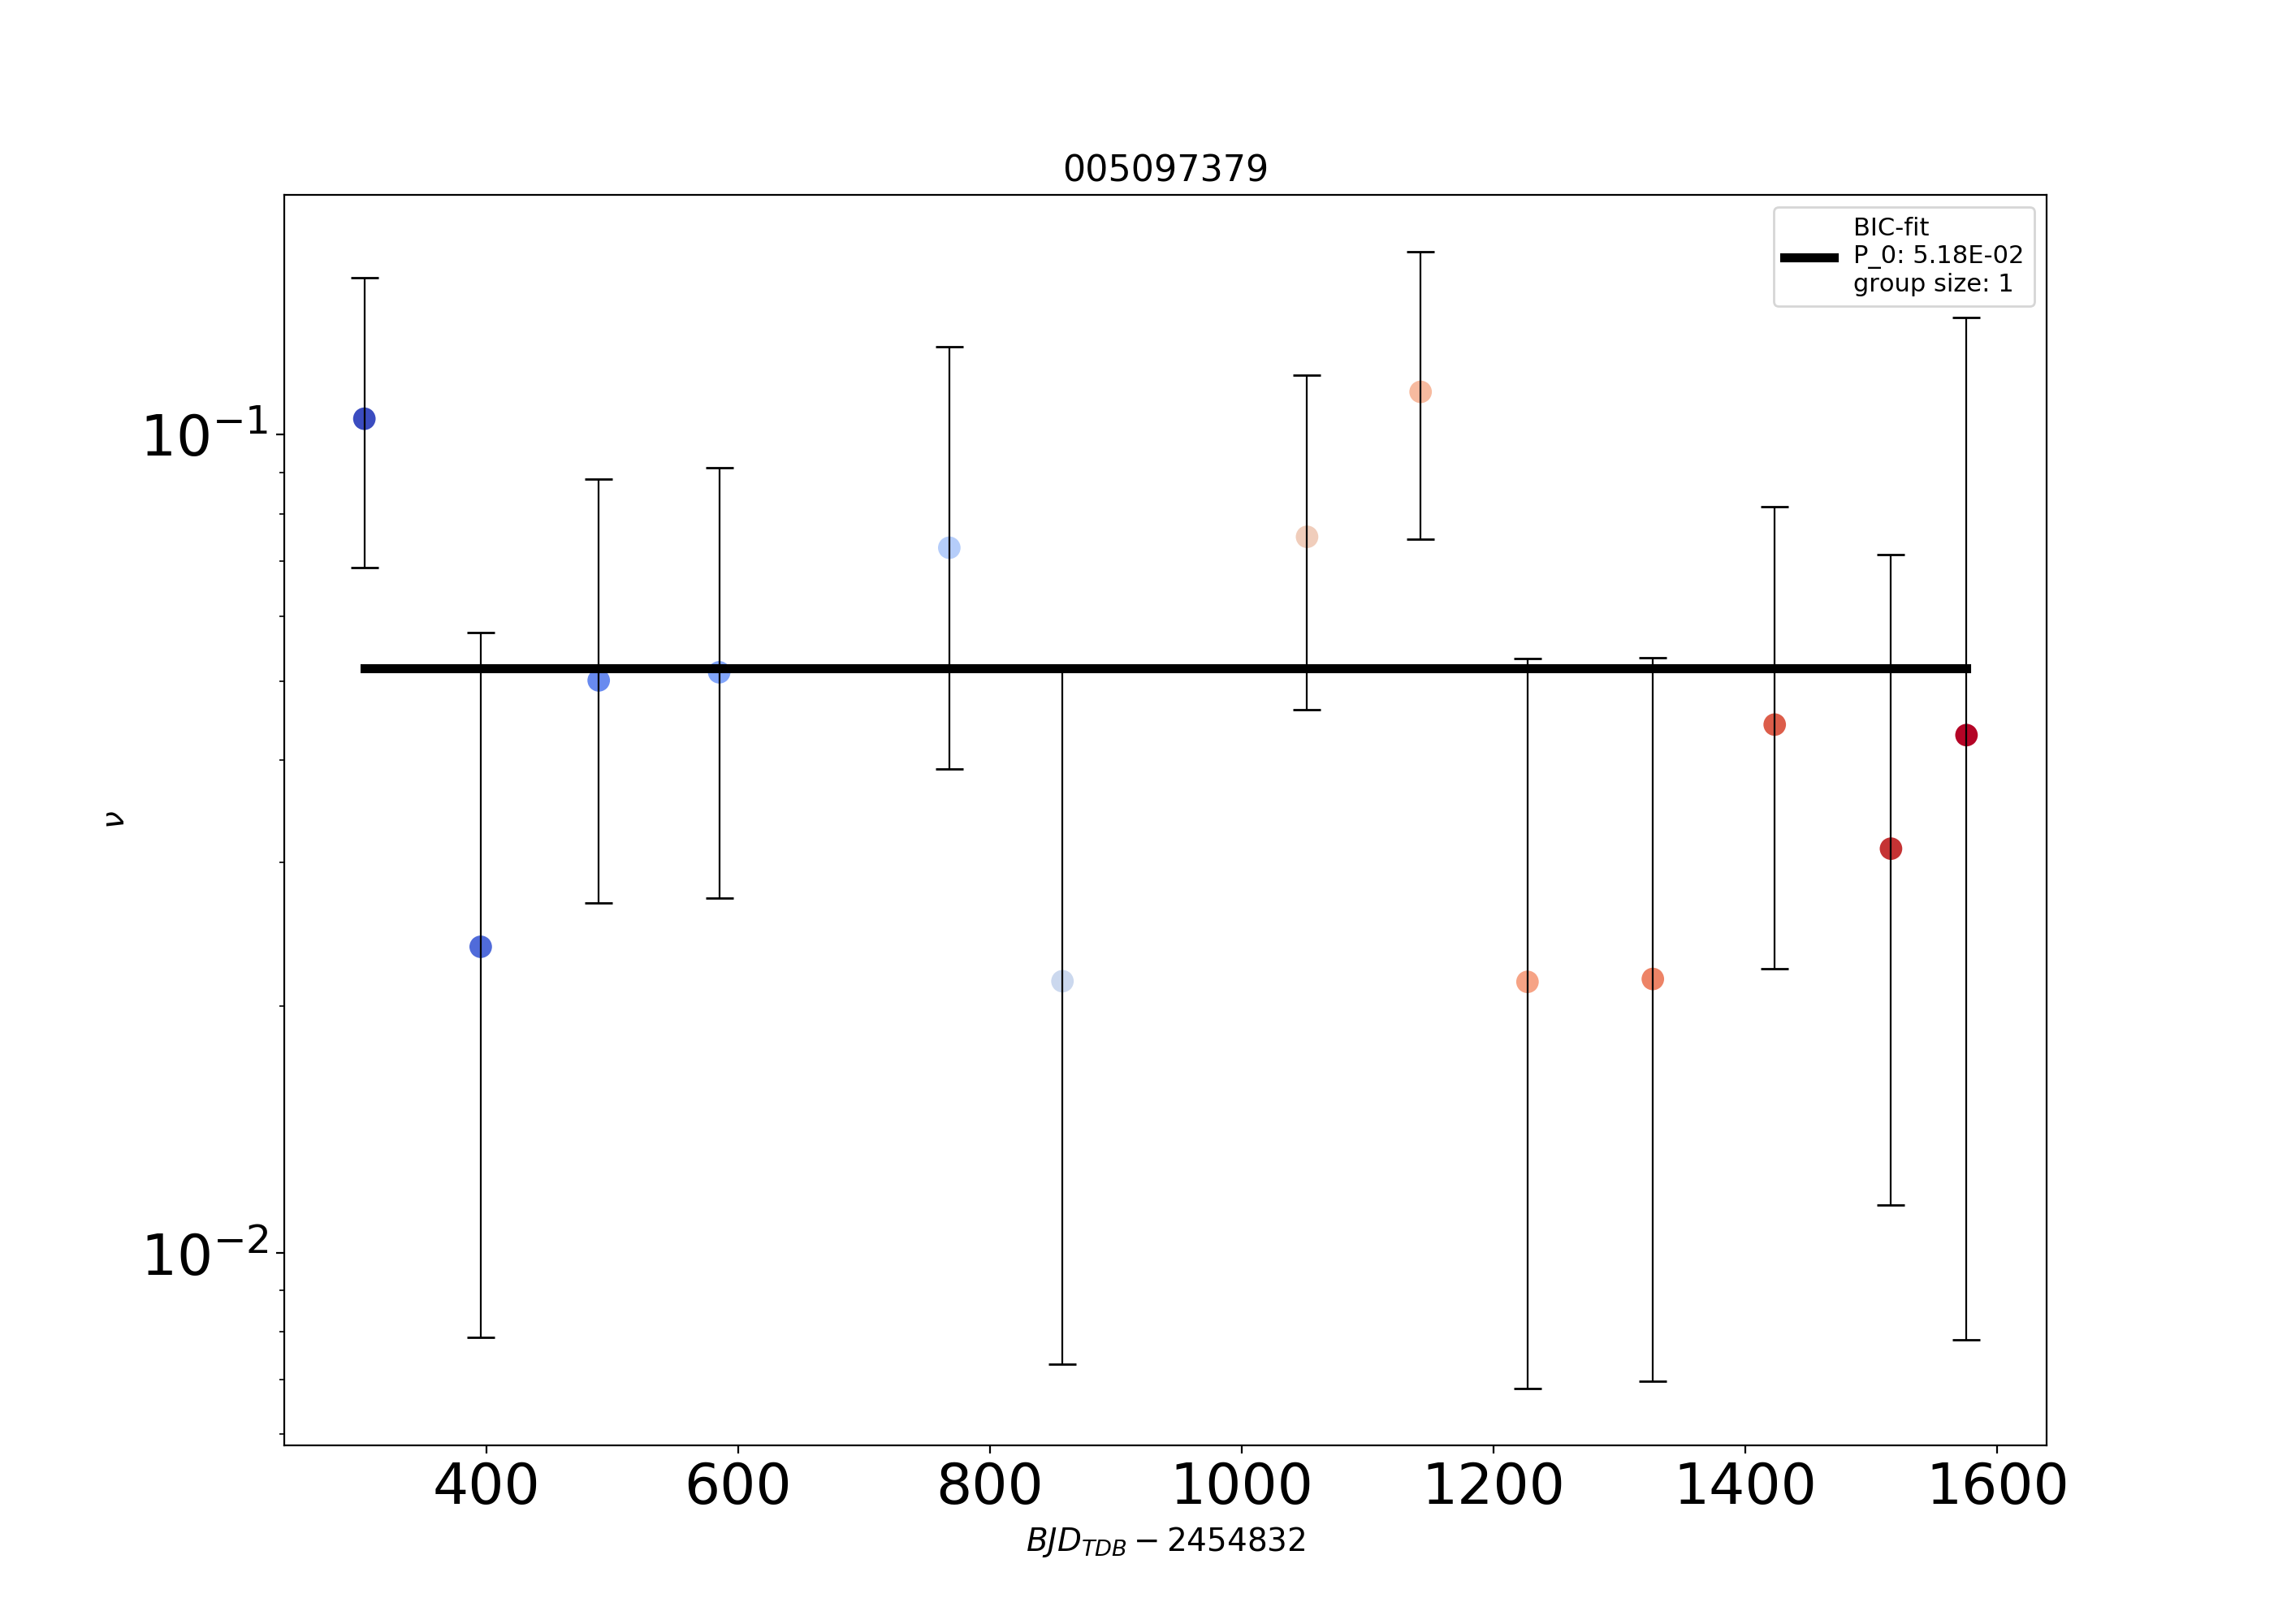 005097379
BIC-fit
P_0: 5.18E-02
group size: 1
10⁻¹
10⁻²
ν
400 600 800 1000 1200 1400 1600
BJD_TDB − 2454832